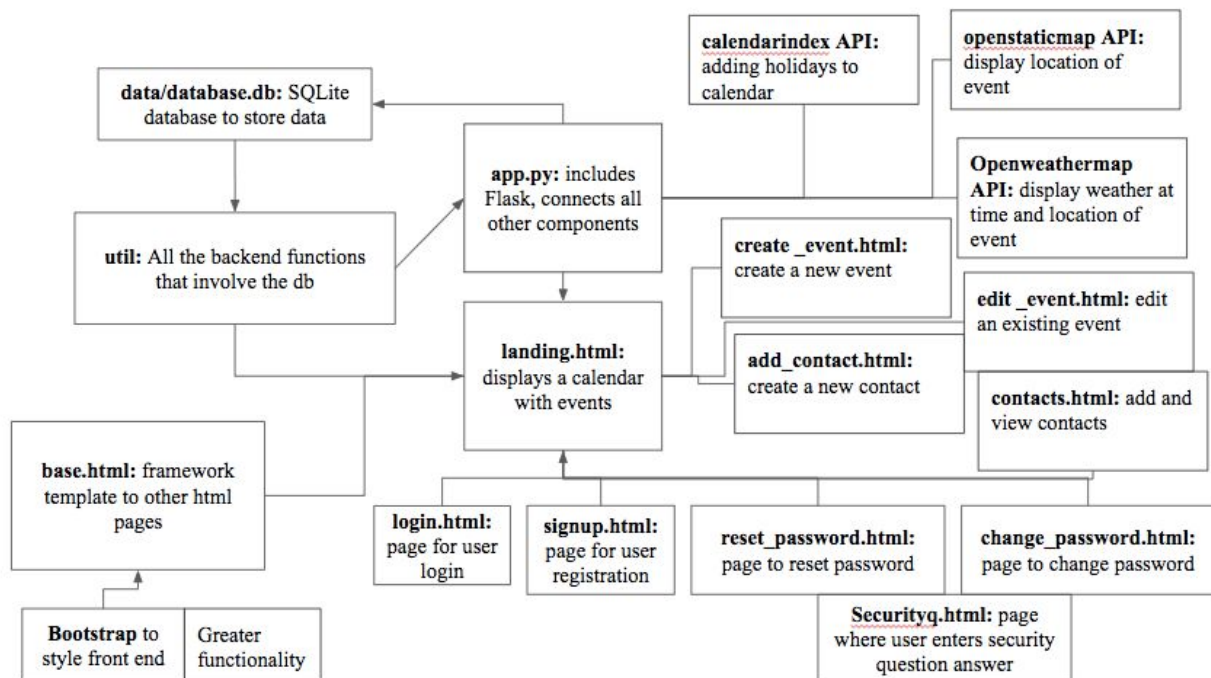 calendarindex API:
adding holidays to
calendar
openstaticmap API:
display location of
event
data/database.db: SQLite
database to store data
app.py: includes
Flask, connects all
other components
Openweathermap
API: display weather at
time and location of
event
util: All the backend functions
that involve the db
create _event.html:
create a new event
edit _event.html: edit
an existing event
landing.html:
displays a calendar
with events
add_contact.html:
create a new contact
contacts.html: add and
view contacts
base.html: framework
template to other html
pages
login.html:
page for user
login
signup.html:
page for user
registration
reset_password.html:
page to reset password
change_password.html:
page to change password
Bootstrap to
style front end
Greater
functionality
Securityq.html: page
where user enters security
question answer